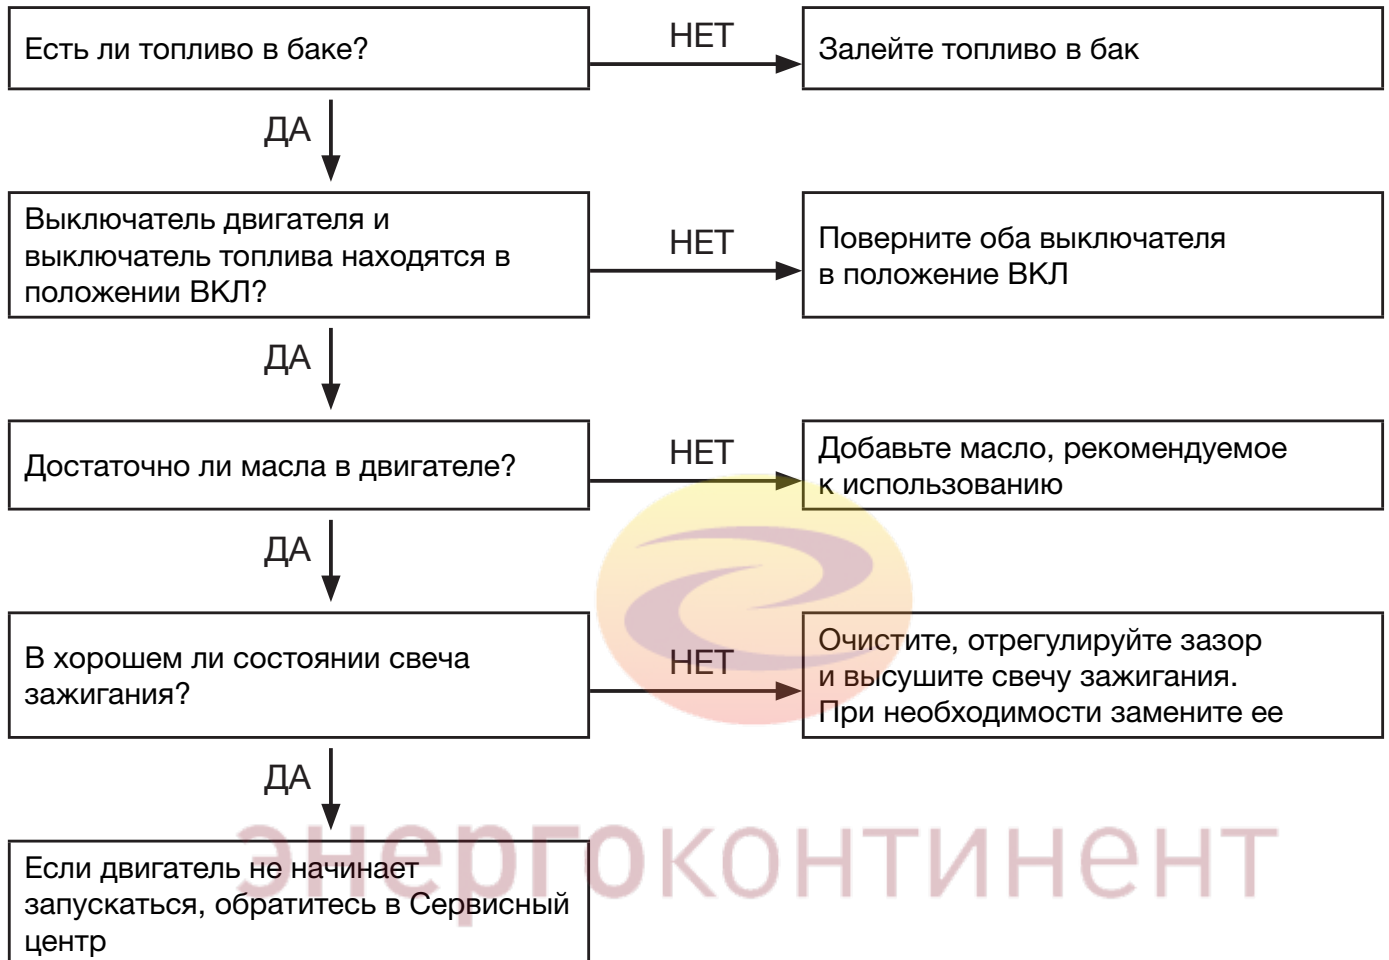 Есть ли топливо в баке?
НЕТ
Залейте топливо в бак
ДА
Выключатель двигателя и
выключатель топлива находятся в
положении ВКЛ?
НЕТ
Поверните оба выключателя
в положение ВКЛ
ДА
Достаточно ли масла в двигателе?
НЕТ
Добавьте масло, рекомендуемое
к использованию
ДА
В хорошем ли состоянии свеча
зажигания?
НЕТ
Очистите, отрегулируйте зазор
и высушите свечу зажигания.
При необходимости замените ее
ДА
Если двигатель не начинает
запускаться, обратитесь в Сервисный
центр
энергоконтинент